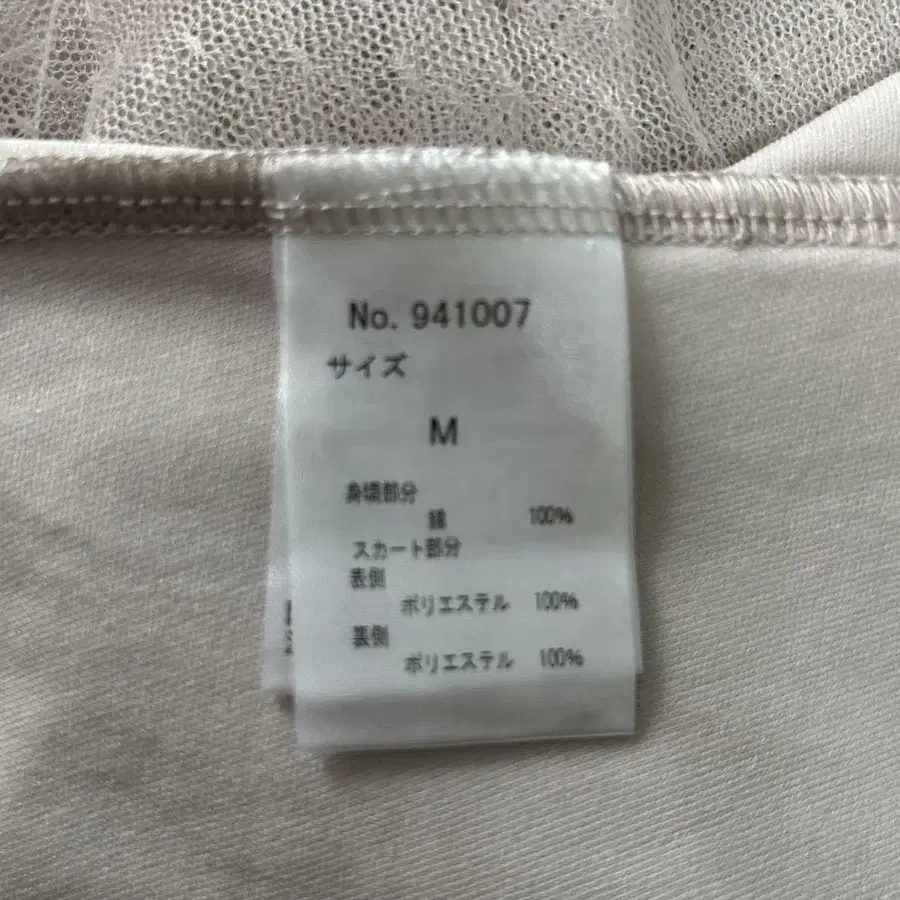 No. 941007
サイズ
M
身頃部分
綿 100%
スカート部分
表側
ポリエステル 100%
裏側
ポリエステル 100%